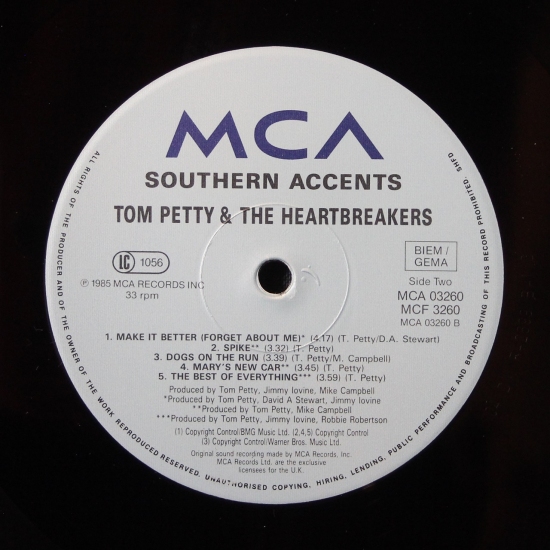 MCA
SOUTHERN ACCENTS
TOM PETTY & THE HEARTBREAKERS
LC 1056
℗ 1985 MCA RECORDS INC
33 rpm
BIEM /
GEMA
Side Two
MCA 03260
MCF 3260
MCA 03260 B
1. MAKE IT BETTER (FORGET ABOUT ME)* (4.17) (T. Petty/D.A. Stewart)
2. SPIKE** (3.32) (T. Petty)
3. DOGS ON THE RUN (3.39) (T. Petty/M. Campbell)
4. MARY'S NEW CAR** (3.45) (T. Petty)
5. THE BEST OF EVERYTHING*** (3.59) (T. Petty)
Produced by Tom Petty, Jimmy Iovine, Mike Campbell
*Produced by Tom Petty, David A Stewart, Jimmy Iovine
**Produced by Tom Petty, Mike Campbell
***Produced by Tom Petty, Jimmy Iovine, Robbie Robertson
(1) Copyright Control/BMG Music Ltd. (2,4,5) Copyright Control
(3) Copyright Control/Warner Bros. Music Ltd.
Original sound recording made by MCA Records, Inc.
MCA Records Ltd. are the exclusive
licensees for the U.K.
ALL RIGHTS OF THE PRODUCER AND OF THE OWNER OF THE WORK REPRODUCED RESERVED. UNAUTHORISED COPYING, HIRING, LENDING, PUBLIC PERFORMANCE AND BROADCASTING OF THIS RECORD PROHIBITED. SHFD